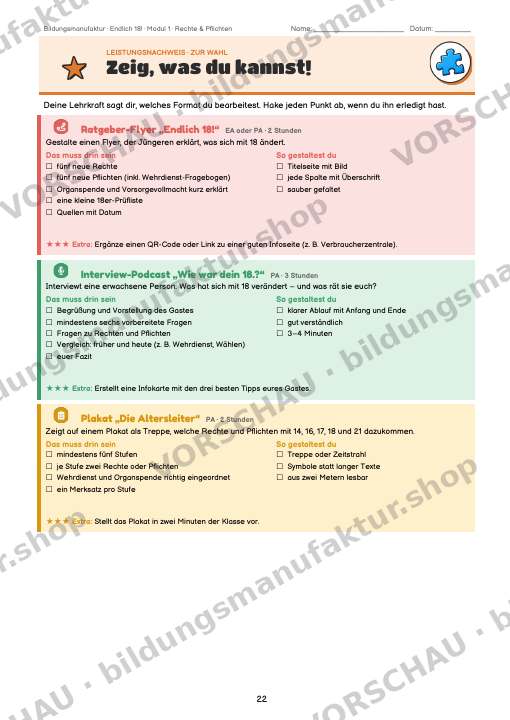 Bildungsmanufaktur · Endlich 18! · Modul 1 · Rechte & Pflichten Name: Datum:
LEISTUNGSNACHWEIS · ZUR WAHL
Zeig, was du kannst!
Deine Lehrkraft sagt dir, welches Format du bearbeitest. Hake jeden Punkt ab, wenn du ihn erledigt hast.
Ratgeber-Flyer „Endlich 18!“ EA oder PA · 2 Stunden
Gestalte einen Flyer, der Jüngeren erklärt, was sich mit 18 ändert.
Das muss drin sein
☐ fünf neue Rechte
☐ fünf neue Pflichten (inkl. Wehrdienst-Fragebogen)
☐ Organspende und Vorsorgevollmacht kurz erklärt
☐ eine kleine 18er-Prüfliste
☐ Quellen mit Datum
So gestaltest du
☐ Titelseite mit Bild
☐ jede Spalte mit Überschrift
☐ sauber gefaltet
★★★ Extra: Ergänze einen QR-Code oder Link zu einer guten Infoseite (z. B. Verbraucherzentrale).
Interview-Podcast „Wie war dein 18.?“ PA · 3 Stunden
Interviewt eine erwachsene Person. Was hat sich mit 18 verändert – und was rät sie euch?
Das muss drin sein
☐ Begrüßung und Vorstellung des Gastes
☐ mindestens sechs vorbereitete Fragen
☐ Fragen zu Rechten und Pflichten
☐ Vergleich: früher und heute (z. B. Wehrdienst, Wählen)
☐ euer Fazit
So gestaltest du
☐ klarer Ablauf mit Anfang und Ende
☐ gut verständlich
☐ 3–4 Minuten
★★★ Extra: Erstellt eine Infokarte mit den drei besten Tipps eures Gastes.
Plakat „Die Altersleiter“ PA · 2 Stunden
Zeigt auf einem Plakat als Treppe, welche Rechte und Pflichten mit 14, 16, 17, 18 und 21 dazukommen.
Das muss drin sein
☐ mindestens fünf Stufen
☐ je Stufe zwei Rechte oder Pflichten
☐ Wehrdienst und Organspende richtig eingeordnet
☐ ein Merksatz pro Stufe
So gestaltest du
☐ Treppe oder Zeitstrahl
☐ Symbole statt langer Texte
☐ aus zwei Metern lesbar
★★★ Extra: Stellt das Plakat in zwei Minuten der Klasse vor.
VORSCHAU · bildungsmanufaktur.shop
22